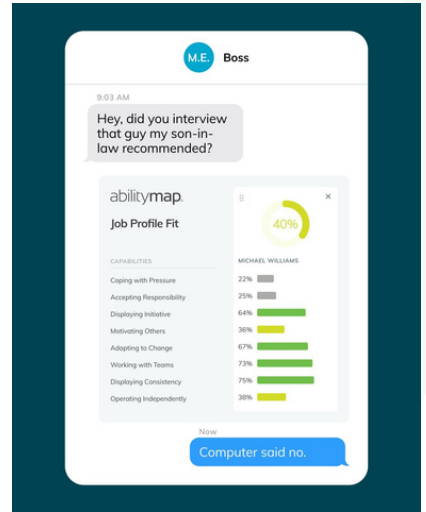 M.E. Boss
9:03 AM
Hey, did you interview
that guy my son-in-
law recommended?
abilitymap.
Job Profile Fit
40%
CAPABILITIES
MICHAEL WILLIAMS
Coping with Pressure 22%
Accepting Responsibility 25%
Displaying Initiative 64%
Motivating Others 36%
Adapting to Change 67%
Working with Teams 73%
Displaying Consistency 75%
Operating Independently 38%
Now
Computer said no.